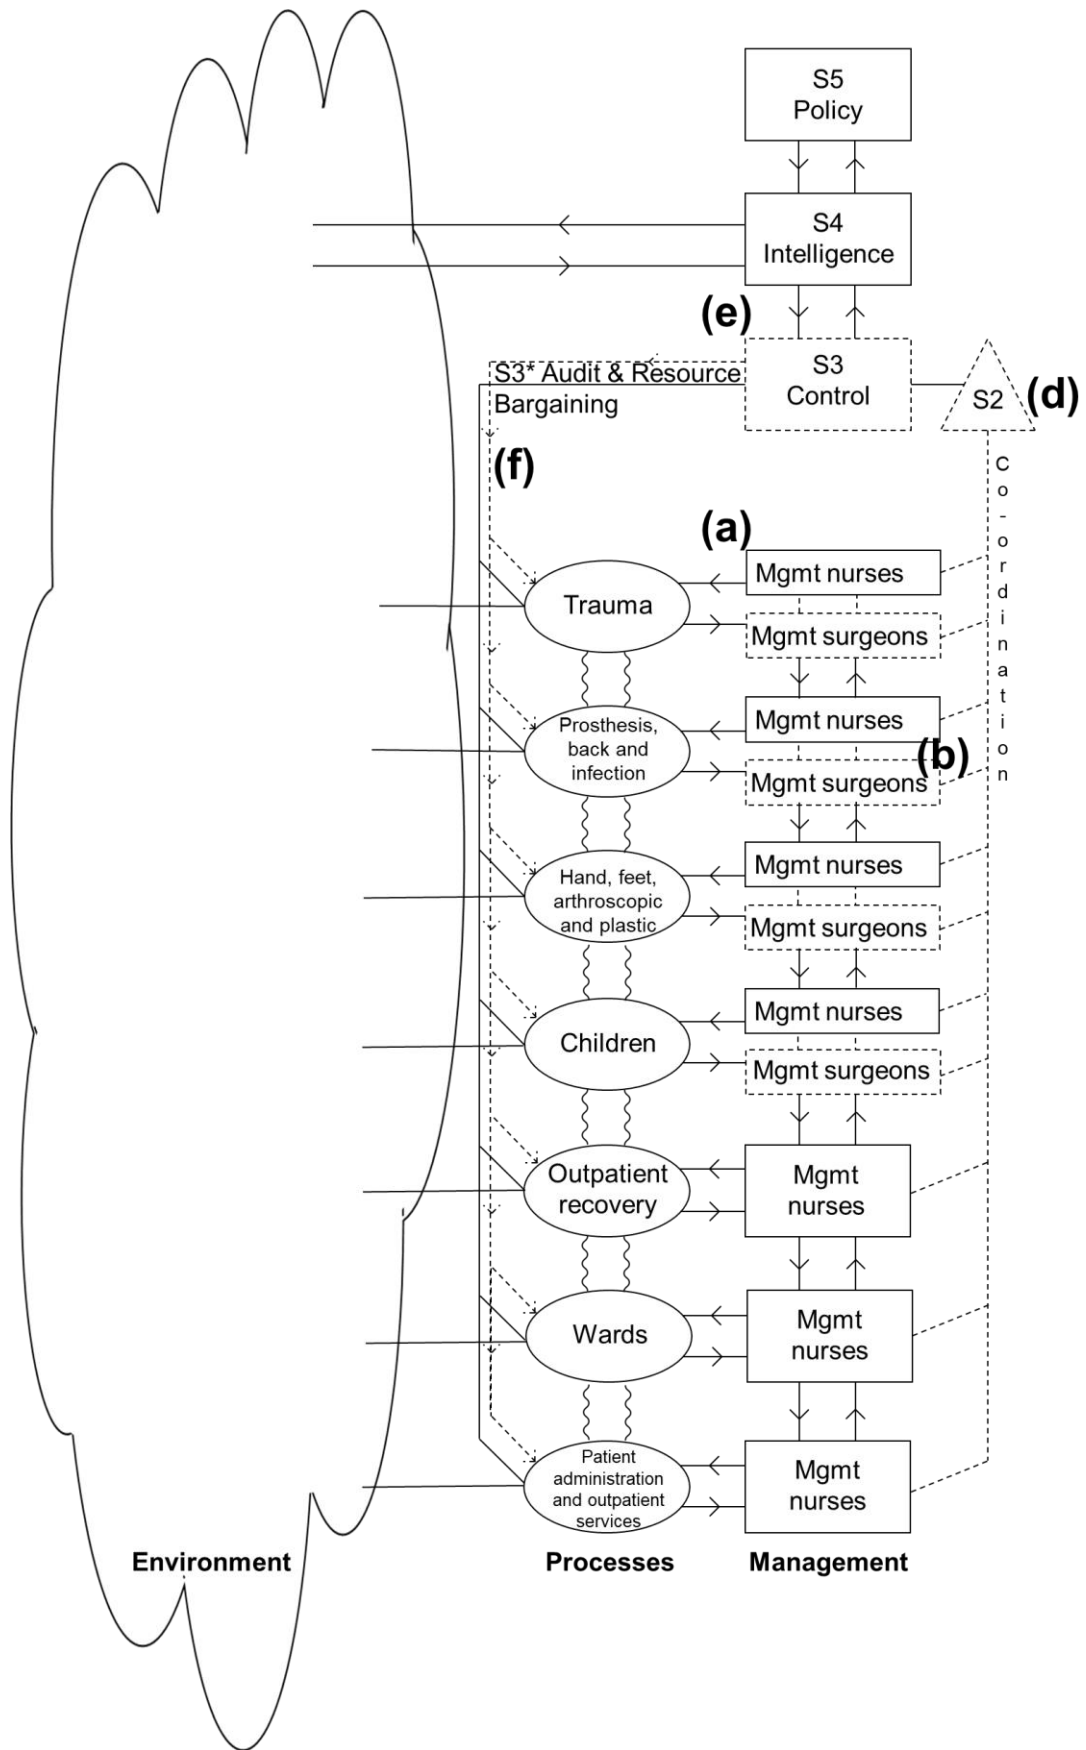 S5
Policy
S4
Intelligence
(e)
S3
Control
S3* Audit & Resource
Bargaining
S2
(d)
(f)
Co-ordination
(a)
Mgmt nurses
Trauma
Mgmt surgeons
Mgmt nurses
Prosthesis,
back and
infection
(b)
Mgmt surgeons
Mgmt nurses
Hand, feet,
arthroscopic
and plastic
Mgmt surgeons
Mgmt nurses
Children
Mgmt surgeons
Outpatient
recovery
Mgmt
nurses
Wards
Mgmt
nurses
Patient
administration
and outpatient
services
Mgmt
nurses
Environment
Processes
Management